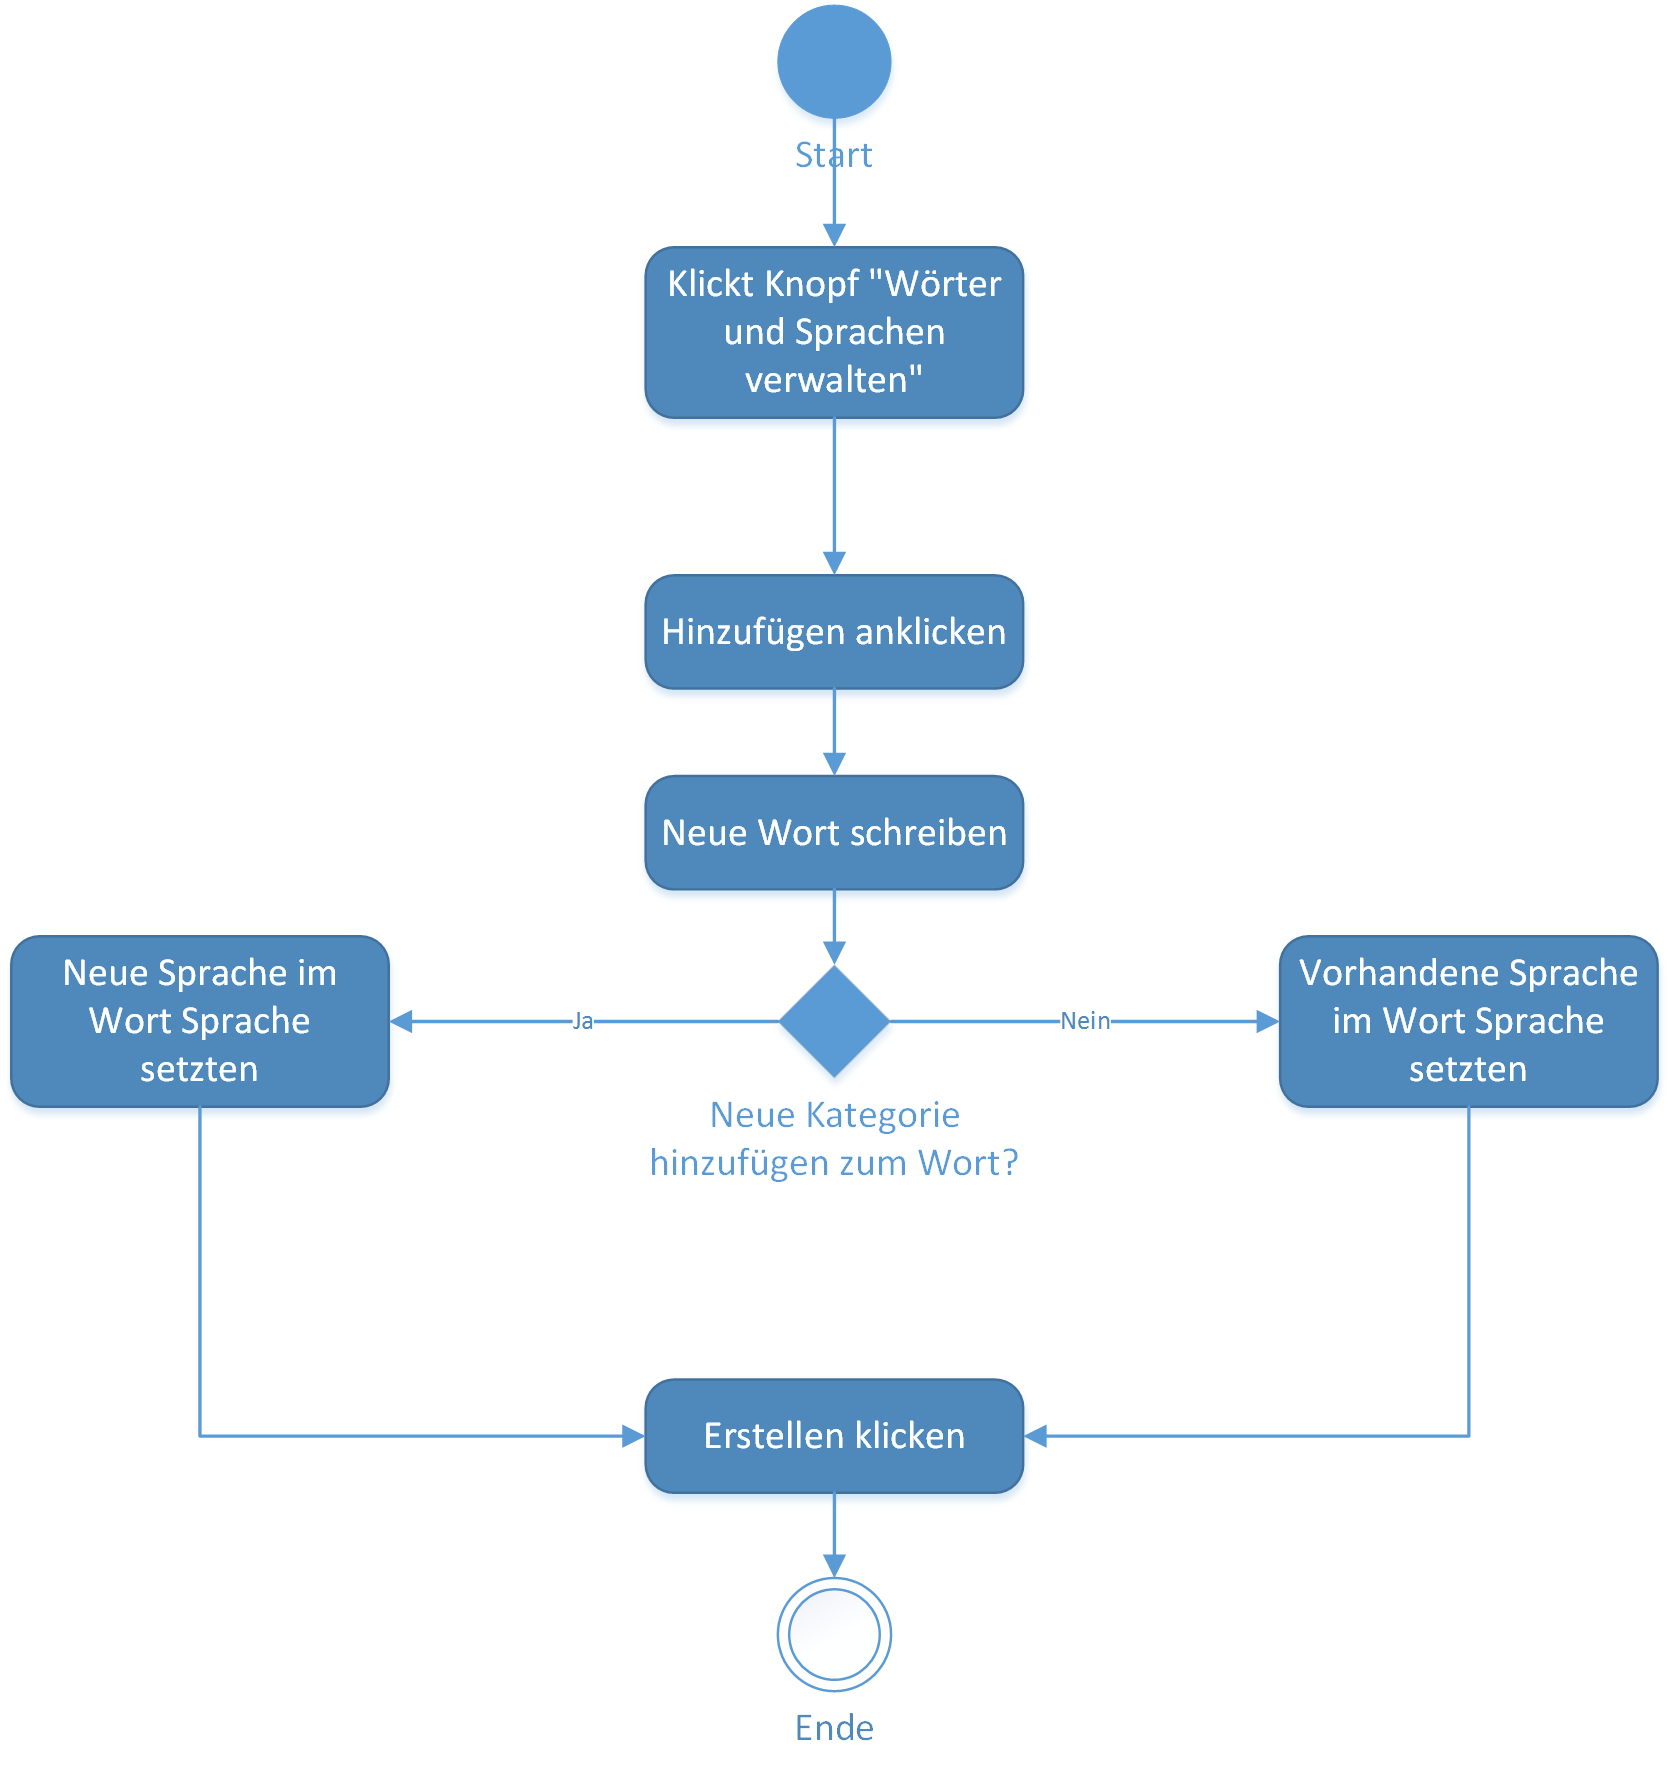 Start
Klickt Knopf "Wörter
und Sprachen
verwalten"
Hinzufügen anklicken
Neue Wort schreiben
Neue Sprache im
Wort Sprache
setzten
Ja
Nein
Vorhandene Sprache
im Wort Sprache
setzten
Neue Kategorie
hinzufügen zum Wort?
Erstellen klicken
Ende